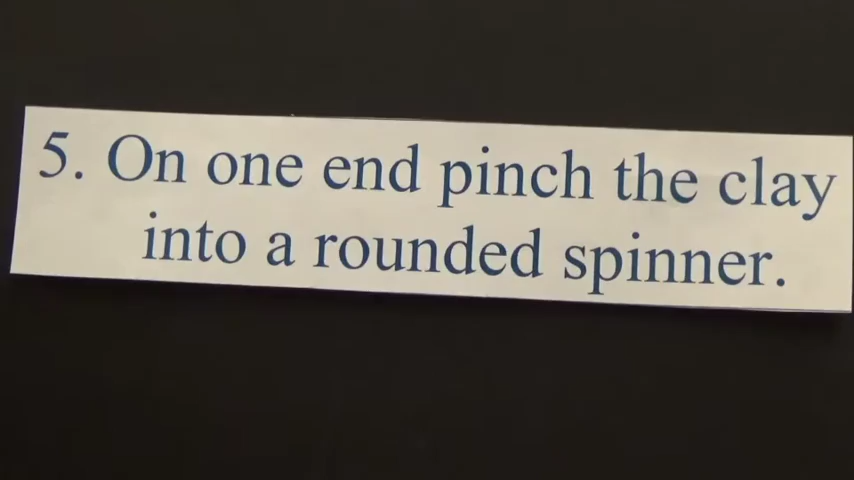 5. On one end pinch the clay
into a rounded spinner.